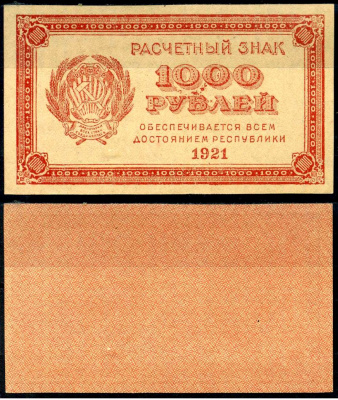 РАСЧЕТНЫЙ ЗНАК
1000
РУБЛЕЙ
ОБЕСПЕЧИВАЕТСЯ ВСЕМ
ДОСТОЯНИЕМ РЕСПУБЛИКИ
1921